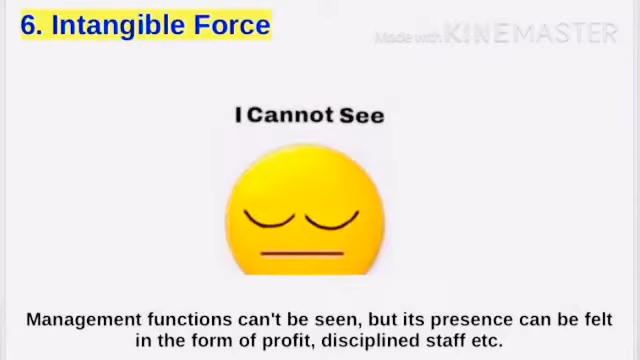 6. Intangible Force
Made with KINEMASTER
I Cannot See
Management functions can't be seen, but its presence can be felt
in the form of profit, disciplined staff etc.